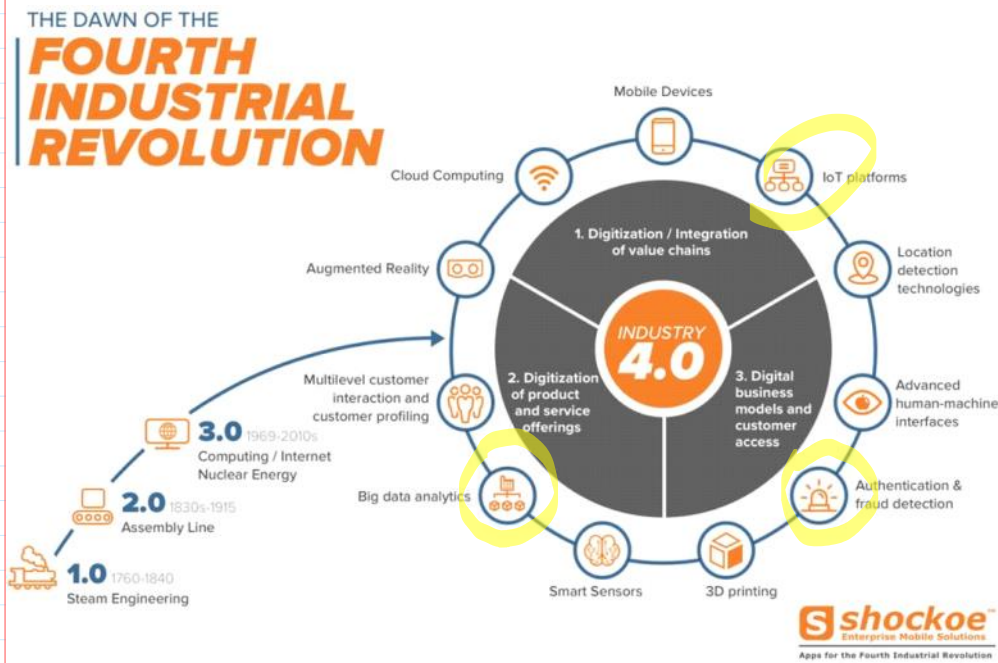 THE DAWN OF THE
FOURTH
INDUSTRIAL
REVOLUTION
Mobile Devices
Cloud Computing
IoT platforms
Augmented Reality
Location
detection
technologies
1. Digitization / Integration
of value chains
INDUSTRY
4.0
2. Digitization
of product
and service
offerings
3. Digital
business
models and
customer
access
Multilevel customer
interaction and
customer profiling
Advanced
human-machine
interfaces
Big data analytics
Authentication &
fraud detection
Smart Sensors
3D printing
3.0 1969-2010s
Computing / Internet
Nuclear Energy
2.0 1830s-1915
Assembly Line
1.0 1760-1840
Steam Engineering
S shockoe™
Enterprise Mobile Solutions
Apps for the Fourth Industrial Revolution